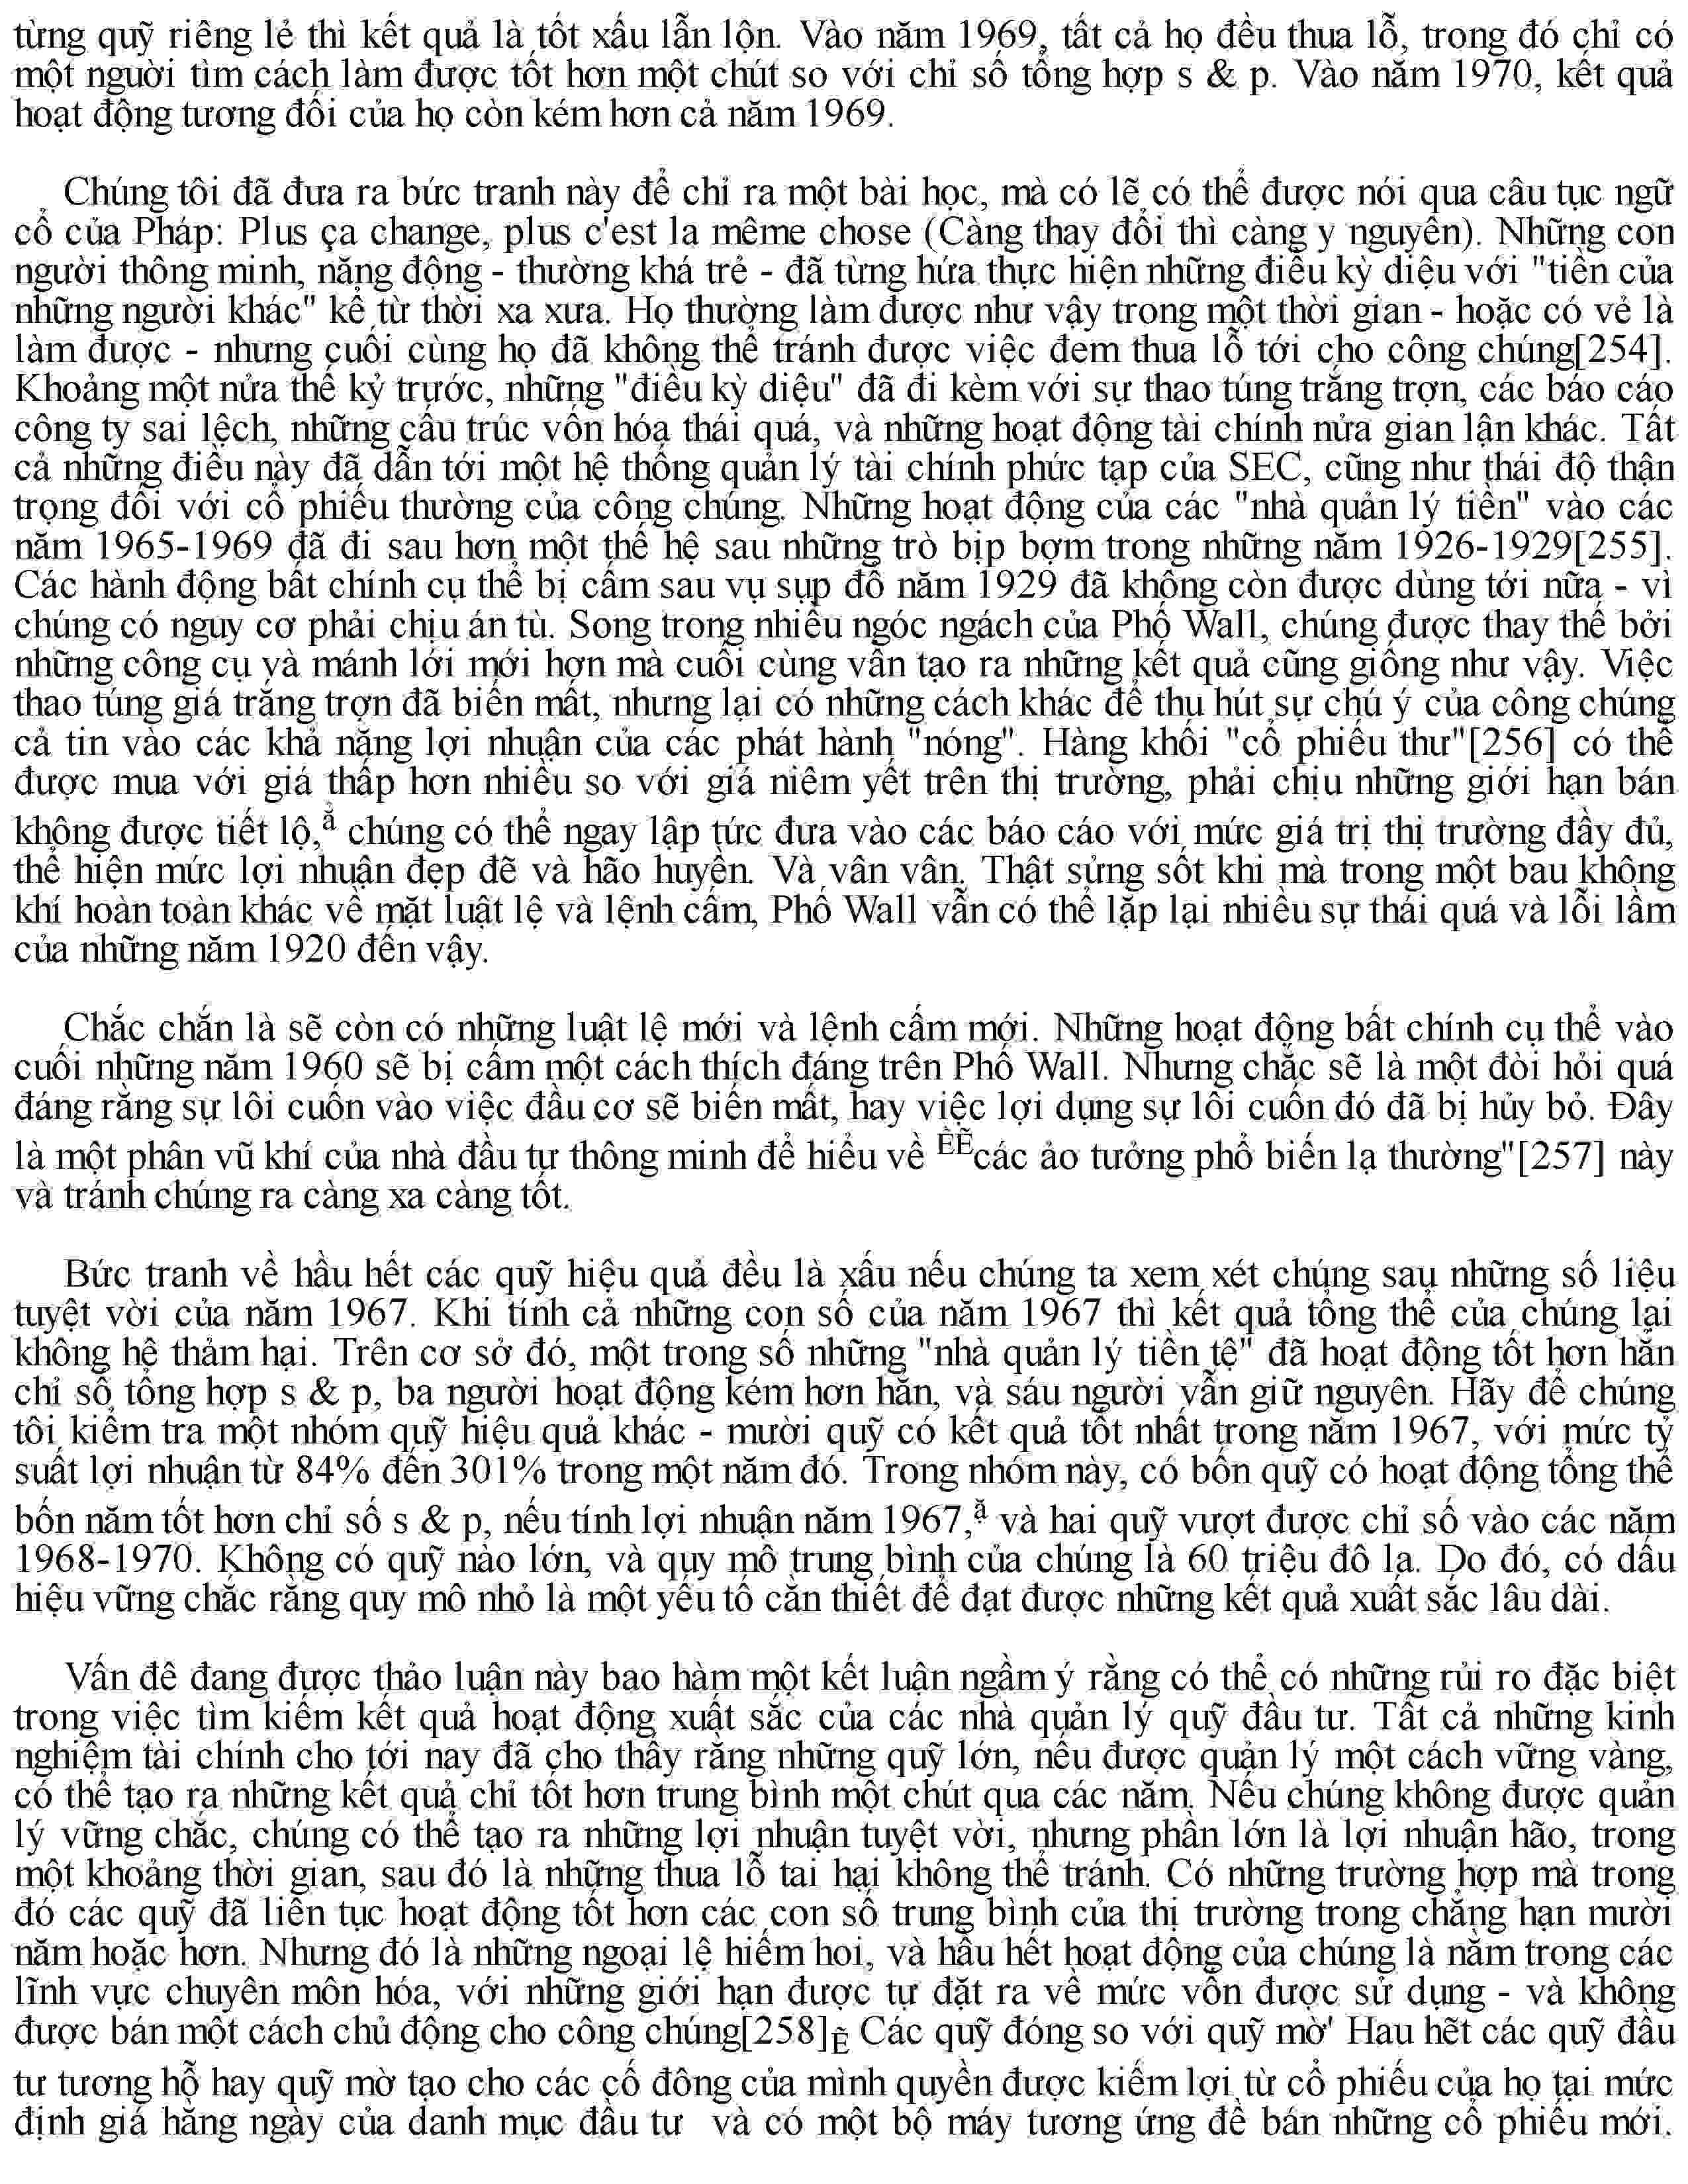 từng quỹ riêng lẻ thì kết quả là tốt xấu lẫn lộn. Vào năm 1969, tất cả họ đều thua lỗ, trong đó chỉ có
một người tìm cách làm được tốt hơn một chút so với chỉ số tổng hợp s & p. Vào năm 1970, kết quả
hoạt động tương đối của họ còn kém hơn cả năm 1969.
Chúng tôi đã đưa ra bức tranh này để chỉ ra một bài học, mà có lẽ có thể được nói qua câu tục ngữ
cổ của Pháp: Plus ça change, plus c'est la même chose (Càng thay đổi thì càng y nguyên). Những con
người thông minh, năng động - thường khá trẻ - đã từng hứa thực hiện những điều kỳ diệu với "tiền của
những người khác" kể từ thời xa xưa. Họ thường làm được như vậy trong một thời gian - hoặc có vẻ là
làm được - nhưng cuối cùng họ đã không thể tránh được việc đem thua lỗ tới cho công chúng[254].
Khoảng một nửa thế kỷ trước, những "điều kỳ diệu" đã đi kèm với sự thao túng trắng trợn, các báo cáo
công ty sai lệch, những cấu trúc vốn hóa thái quá, và những hoạt động tài chính nửa gian lận khác. Tất
cả những điều này đã dẫn tới một hệ thống quản lý tài chính phức tạp của SEC, cũng như thái độ thận
trọng đối với cổ phiếu thường của công chúng. Những hoạt động của các "nhà quản lý tiền" vào các
năm 1965-1969 đã đi sau hơn một thế hệ sau những trò bịp bợm trong những năm 1926-1929[255].
Các hành động bất chính cụ thể bị cấm sau vụ sụp đổ năm 1929 đã không còn được dùng tới nữa - vì
chúng có nguy cơ phải chịu án tù. Song trong nhiều ngóc ngách của Phố Wall, chúng được thay thế bởi
những công cụ và mánh lới mới hơn mà cuối cùng vẫn tạo ra những kết quả cũng giống như vậy. Việc
thao túng giá trắng trợn đã biến mất, nhưng lại có những cách khác để thu hút sự chú ý của công chúng
cả tin vào các khả năng lợi nhuận của các phát hành "nóng". Hàng khối "cổ phiếu thư"[256] có thể
được mua với giá thấp hơn nhiều so với giá niêm yết trên thị trường, phải chịu những giới hạn bán
không được tiết lộ,ẳ chúng có thể ngay lập tức đưa vào các báo cáo với mức giá trị thị trường đầy đủ,
thể hiện mức lợi nhuận đẹp đẽ và hão huyền. Và vân vân. Thật sửng sốt khi mà trong một bau không
khí hoàn toàn khác về mặt luật lệ và lệnh cấm, Phố Wall vẫn có thể lặp lại nhiều sự thái quá và lỗi lầm
của những năm 1920 đến vậy.
Chắc chắn là sẽ còn có những luật lệ mới và lệnh cấm mới. Những hoạt động bất chính cụ thể vào
cuối những năm 1960 sẽ bị cấm một cách thích đáng trên Phố Wall. Nhưng chắc sẽ là một đòi hỏi quá
đáng rằng sự lôi cuốn vào việc đầu cơ sẽ biến mất, hay việc lợi dụng sự lôi cuốn đó đã bị hủy bỏ. Đây
là một phân vũ khí của nhà đầu tư thông minh để hiểu về ÈẼcác ảo tưởng phổ biến lạ thường"[257] này
và tránh chúng ra càng xa càng tốt.
Bức tranh về hầu hết các quỹ hiệu quả đều là xấu nếu chúng ta xem xét chúng sau những số liệu
tuyệt vời của năm 1967. Khi tính cả những con số của năm 1967 thì kết quả tổng thể của chúng lại
không hệ thảm hại. Trên cơ sở đó, một trong số những "nhà quản lý tiền tệ" đã hoạt động tốt hơn hẳn
chỉ số tổng hợp s & p, ba người hoạt động kém hơn hẳn, và sáu người vẫn giữ nguyên. Hãy để chúng
tôi kiểm tra một nhóm quỹ hiệu quả khác - mười quỹ có kết quả tốt nhất trong năm 1967, với mức tỷ
suất lợi nhuận từ 84% đến 301% trong một năm đó. Trong nhóm này, có bốn quỹ có hoạt động tổng thể
bốn năm tốt hơn chỉ số s & p, nếu tính lợi nhuận năm 1967,ặ và hai quỹ vượt được chỉ số vào các năm
1968-1970. Không có quỹ nào lớn, và quy mô trung bình của chúng là 60 triệu đô la. Do đó, có dấu
hiệu vững chắc rằng quy mô nhỏ là một yếu tố cần thiết để đạt được những kết quả xuất sắc lâu dài.
Vấn đê đang được thảo luận này bao hàm một kết luận ngầm ý rằng có thể có những rủi ro đặc biệt
trong việc tìm kiếm kết quả hoạt động xuất sắc của các nhà quản lý quỹ đầu tư. Tất cả những kinh
nghiệm tài chính cho tới nay đã cho thấy rằng những quỹ lớn, nếu được quản lý một cách vững vàng,
có thể tạo ra những kết quả chỉ tốt hơn trung bình một chút qua các năm. Nếu chúng không được quản
lý vững chắc, chúng có thể tạo ra những lợi nhuận tuyệt vời, nhưng phần lớn là lợi nhuận hão, trong
một khoảng thời gian, sau đó là những thua lỗ tai hại không thể tránh. Có những trường hợp mà trong
đó các quỹ đã liên tục hoạt động tốt hơn các con số trung bình của thị trường trong chẳng hạn mười
năm hoặc hơn. Nhưng đó là những ngoại lệ hiếm hoi, và hầu hết hoạt động của chúng là nằm trong các
lĩnh vực chuyên môn hóa, với những giới hạn được tự đặt ra về mức vốn được sử dụng - và không
được bán một cách chủ động cho công chúng[258]Ẻ Các quỹ đóng so với quỹ mờ' Hau hẽt các quỹ đầu
tư tương hỗ hay quỹ mờ tạo cho các cổ đông của mình quyền được kiếm lợi từ cổ phiếu của họ tại mức
định giá hằng ngày của danh mục đầu tư và có một bộ máy tương ứng để bán những cổ phiếu mới.